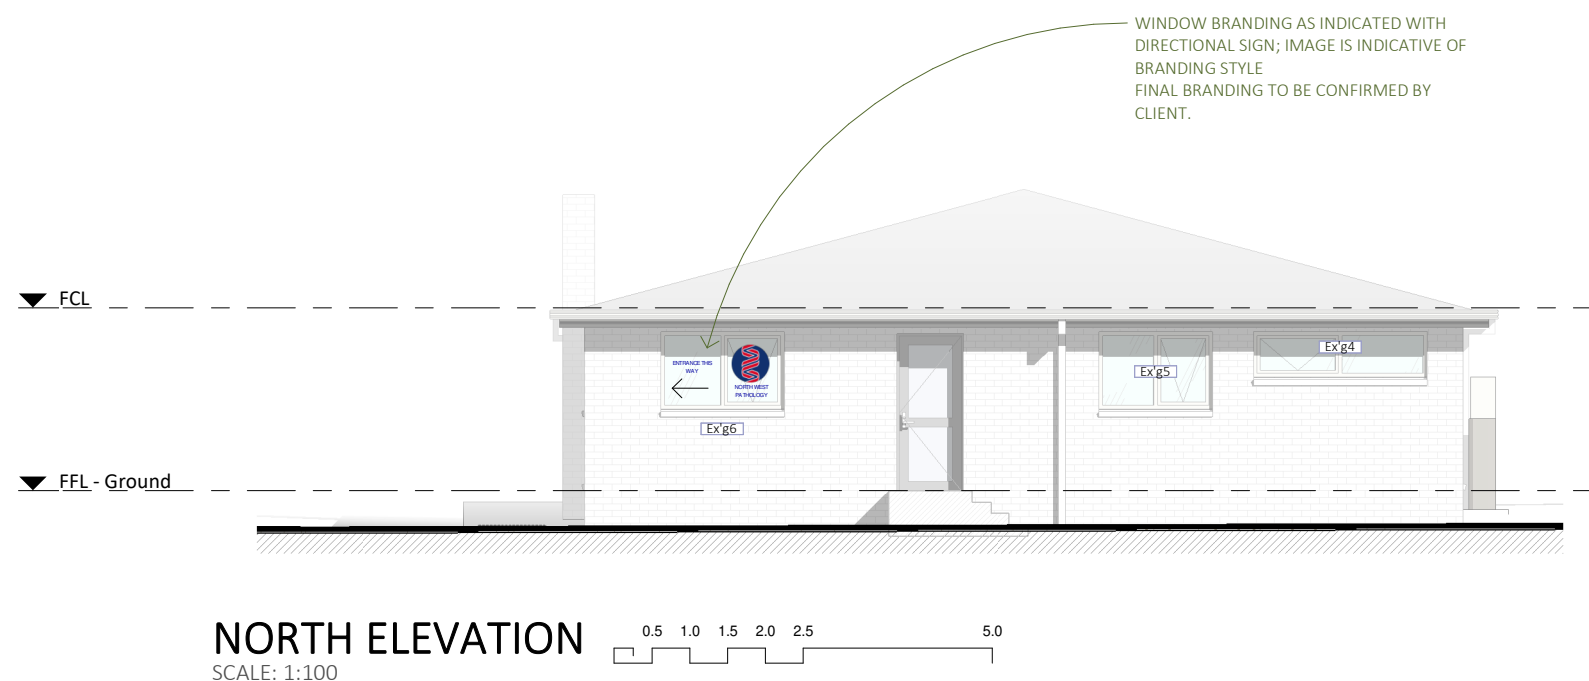 WINDOW BRANDING AS INDICATED WITH
DIRECTIONAL SIGN; IMAGE IS INDICATIVE OF
BRANDING STYLE
FINAL BRANDING TO BE CONFIRMED BY
CLIENT.
FCL
ENTRANCE THIS
WAY
NORTH WEST
PATHOLOGY
Ex'g6
Ex'g5
Ex'g4
FFL - Ground
NORTH ELEVATION
SCALE: 1:100
0.5 1.0 1.5 2.0 2.5 5.0